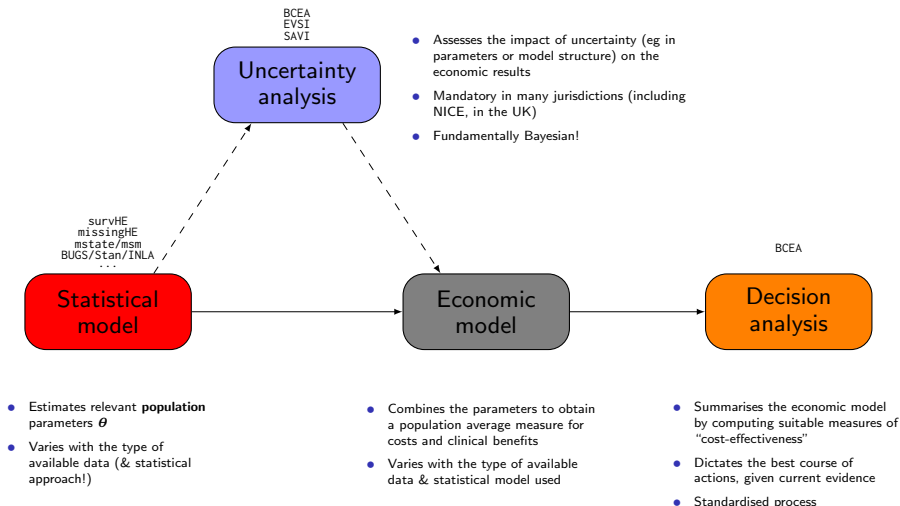 BCEA
EVSI
SAVI
Uncertainty
analysis
• Assesses the impact of uncertainty (eg in
parameters or model structure) on the
economic results
• Mandatory in many jurisdictions (including
NICE, in the UK)
• Fundamentally Bayesian!
survHE
missingHE
mstate/msm
BUGS/Stan/INLA
...
Statistical
model
Economic
model
BCEA
Decision
analysis
• Estimates relevant population
parameters θ
• Varies with the type of
available data (& statistical
approach!)
• Combines the parameters to obtain
a population average measure for
costs and clinical benefits
• Varies with the type of available
data & statistical model used
• Summarises the economic model
by computing suitable measures of
“cost-effectiveness”
• Dictates the best course of
actions, given current evidence
• Standardised process